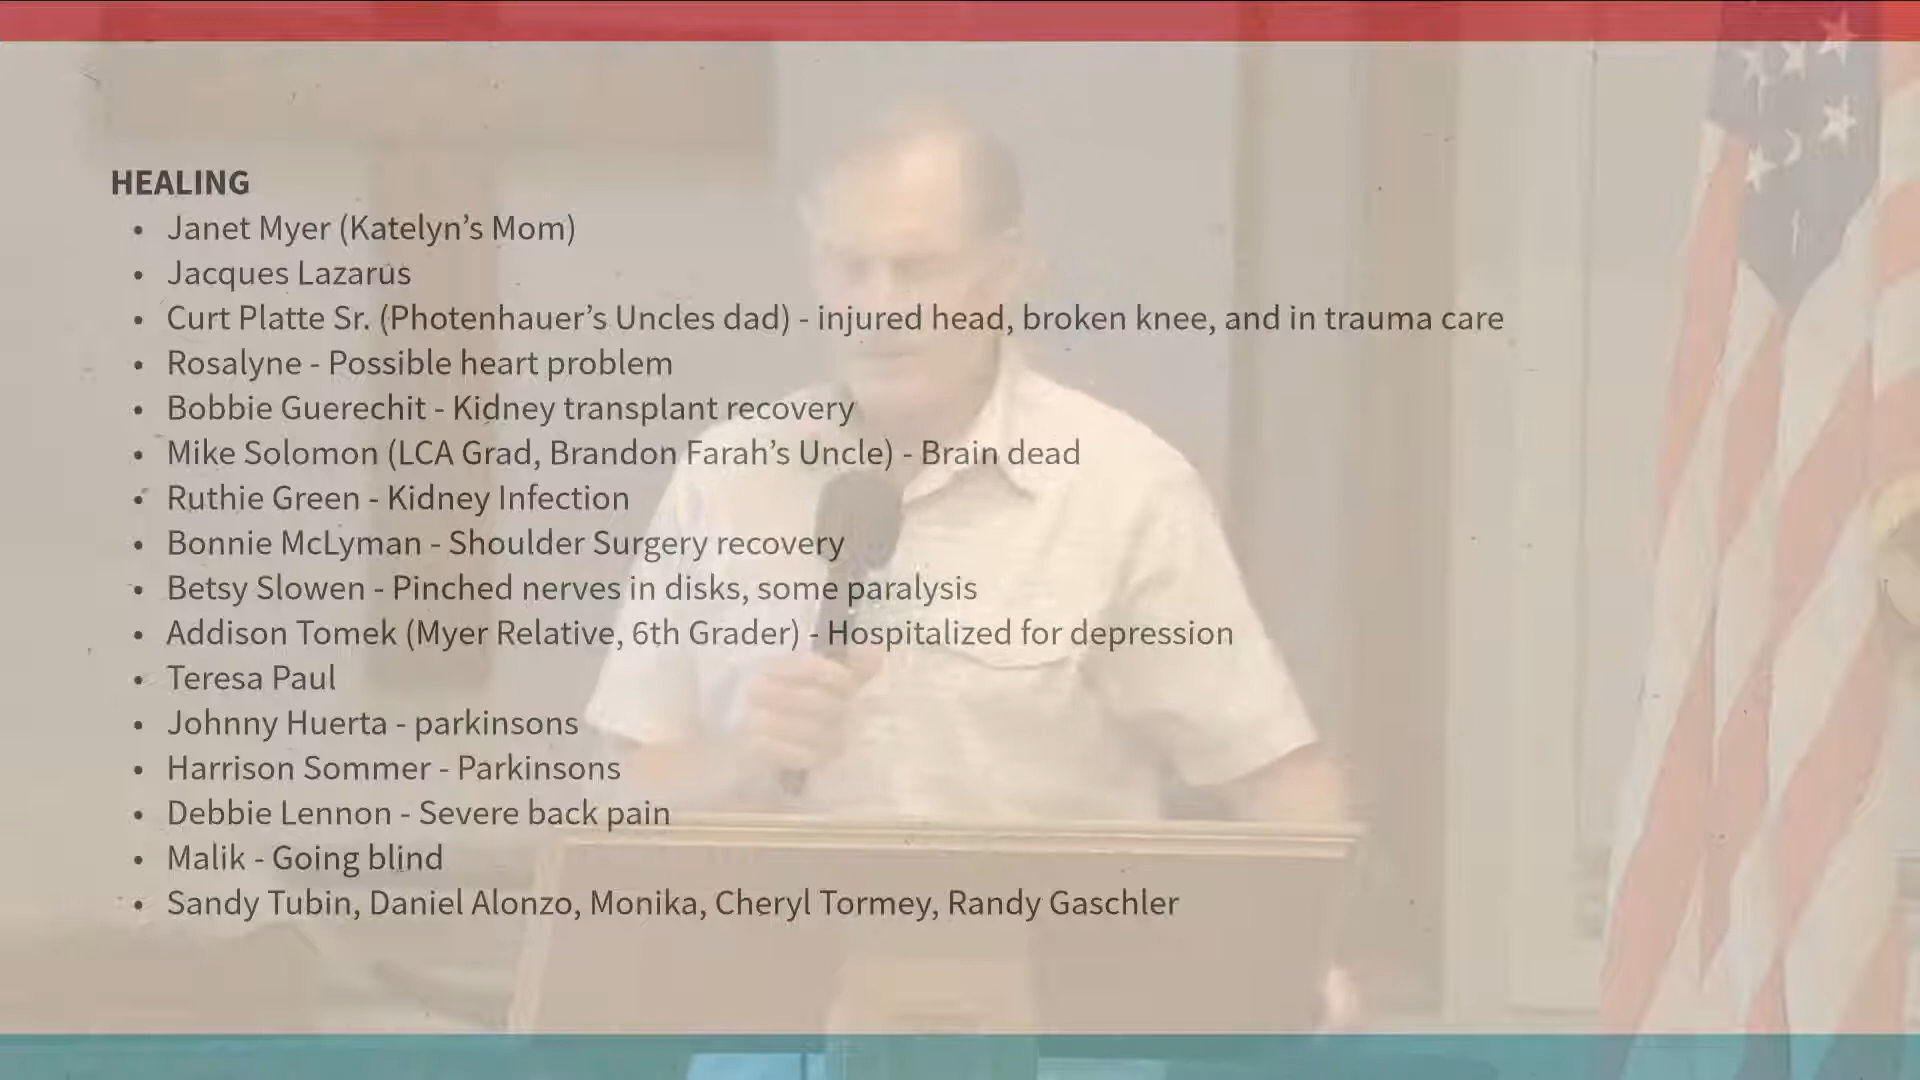 HEALING
• Janet Myer (Katelyn’s Mom)
• Jacques Lazarus
• Curt Platte Sr. (Photenhauer’s Uncles dad) - injured head, broken knee, and in trauma care
• Rosalyne - Possible heart problem
• Bobbie Guerechit - Kidney transplant recovery
• Mike Solomon (LCA Grad, Brandon Farah’s Uncle) - Brain dead
• Ruthie Green - Kidney Infection
• Bonnie McLyman - Shoulder Surgery recovery
• Betsy Slowen - Pinched nerves in disks, some paralysis
• Addison Tomek (Myer Relative, 6th Grader) - Hospitalized for depression
• Teresa Paul
• Johnny Huerta - parkinsons
• Harrison Sommer - Parkinsons
• Debbie Lennon - Severe back pain
• Malik - Going blind
• Sandy Tubin, Daniel Alonzo, Monika, Cheryl Tormey, Randy Gaschler